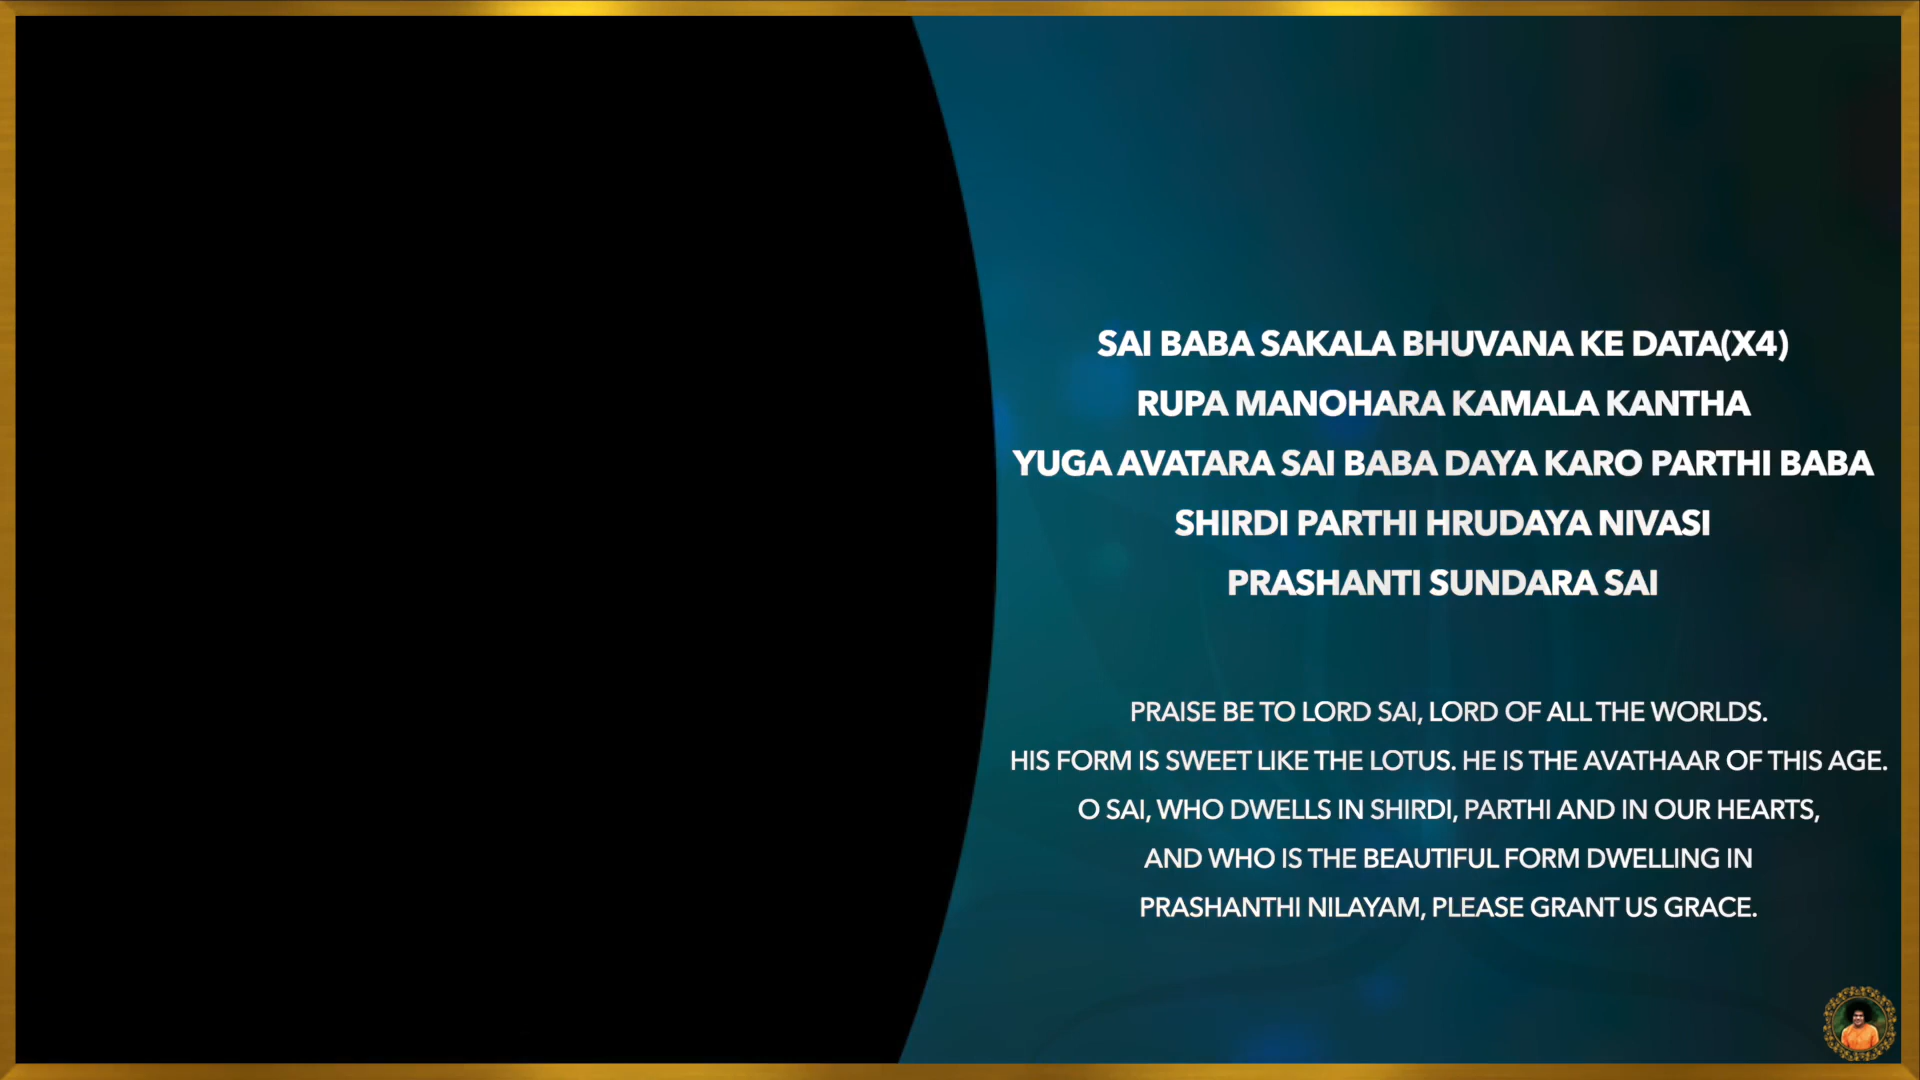 SAI BABA SAKALA BHUVANA KE DATA(X4)
RUPA MANOHARA KAMALA KANTHA
YUGA AVATARA SAI BABA DAYA KARO PARTHI BABA
SHIRDI PARTHI HRUDAYA NIVASI
PRASHANTI SUNDARA SAI
PRAISE BE TO LORD SAI, LORD OF ALL THE WORLDS.
HIS FORM IS SWEET LIKE THE LOTUS. HE IS THE AVATHAAR OF THIS AGE.
O SAI, WHO DWELLS IN SHIRDI, PARTHI AND IN OUR HEARTS,
AND WHO IS THE BEAUTIFUL FORM DWELLING IN
PRASHANTHI NILAYAM, PLEASE GRANT US GRACE.